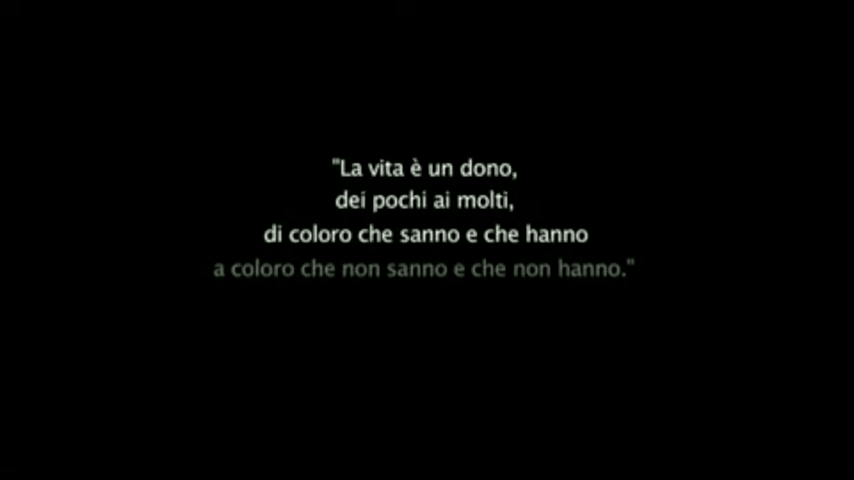 "La vita è un dono,
dei pochi ai molti,
di coloro che sanno e che hanno
a coloro che non sanno e che non hanno."